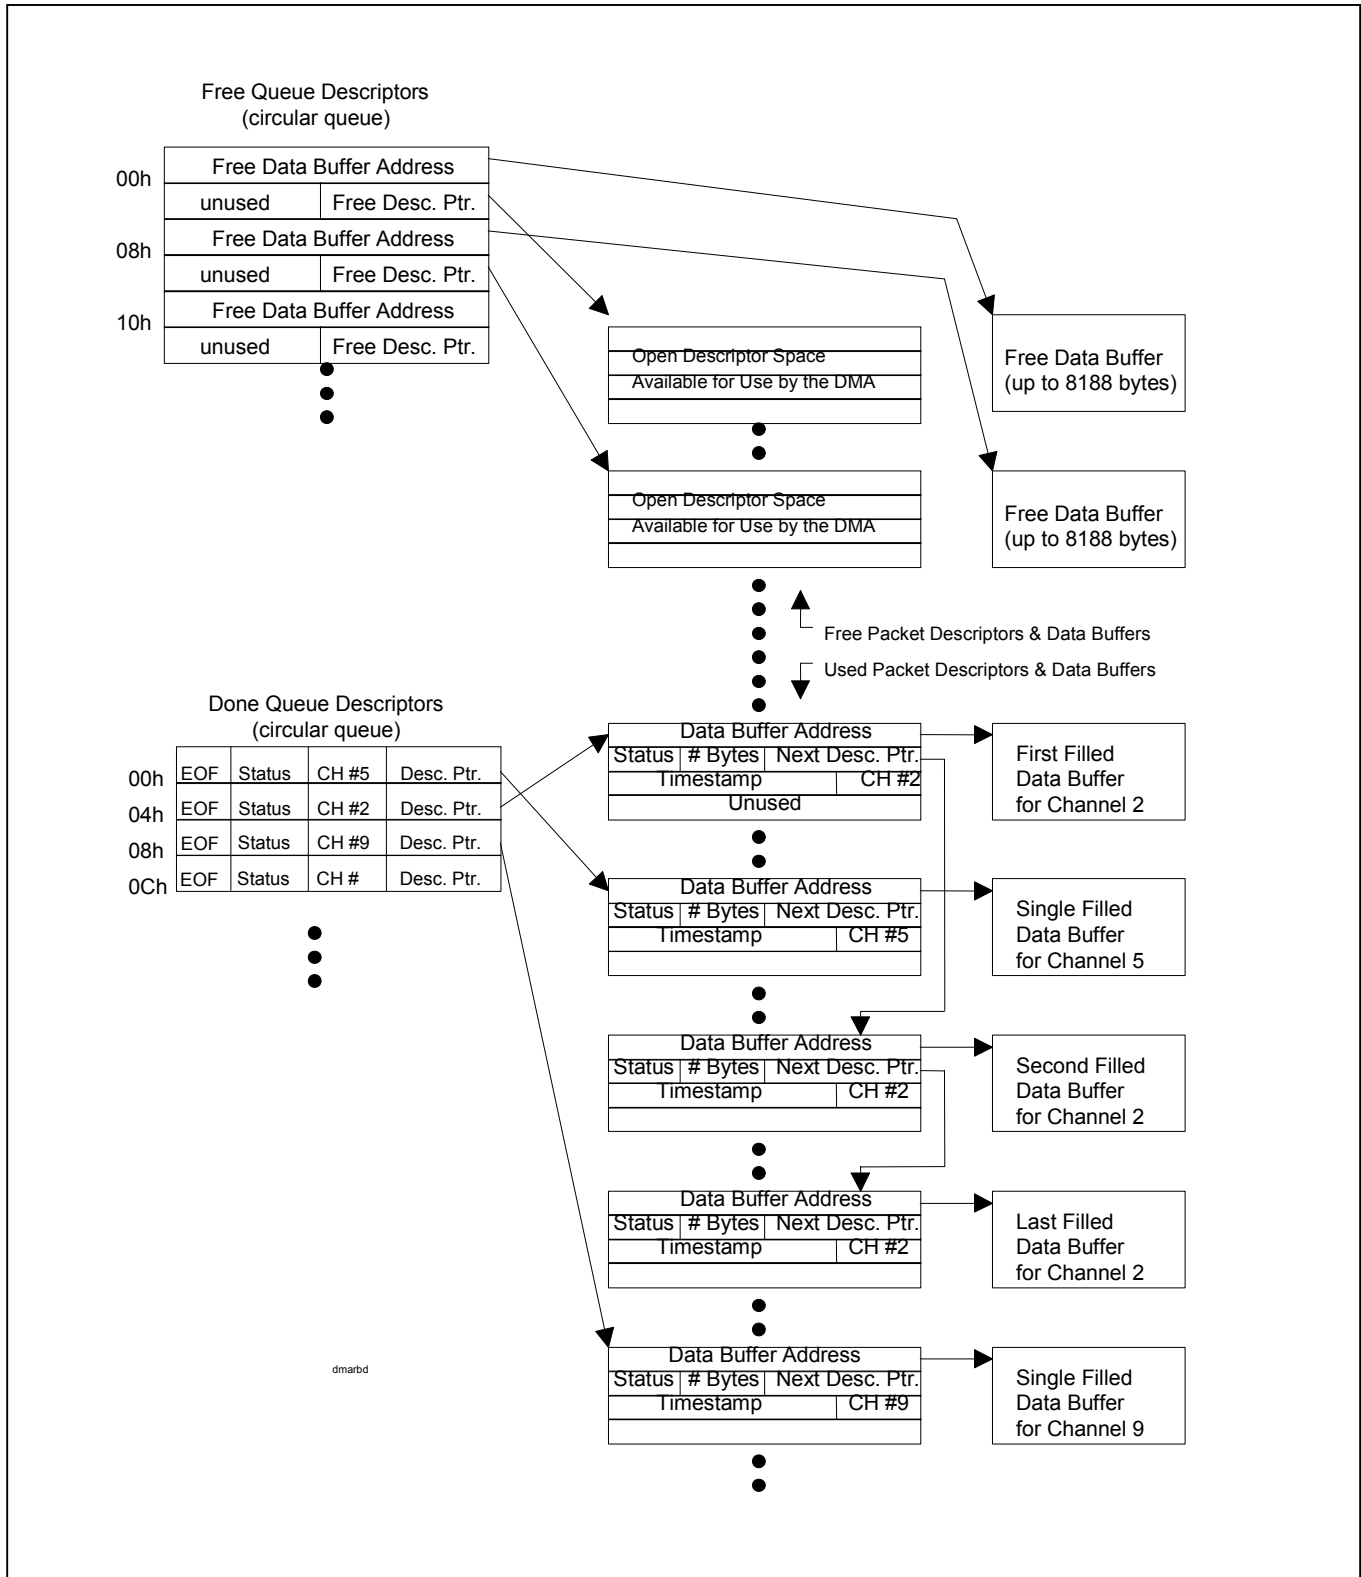 Free Queue Descriptors
(circular queue)
00h
Free Data Buffer Address
unused Free Desc. Ptr.
08h
Free Data Buffer Address
unused Free Desc. Ptr.
10h
Free Data Buffer Address
unused Free Desc. Ptr.
Open Descriptor Space
Available for Use by the DMA
Free Data Buffer
(up to 8188 bytes)
Open Descriptor Space
Available for Use by the DMA
Free Data Buffer
(up to 8188 bytes)
Free Packet Descriptors & Data Buffers
Used Packet Descriptors & Data Buffers
Done Queue Descriptors
(circular queue)
00h EOF Status CH #5 Desc. Ptr.
04h EOF Status CH #2 Desc. Ptr.
08h EOF Status CH #9 Desc. Ptr.
0Ch EOF Status CH # Desc. Ptr.
Data Buffer Address
Status # Bytes Next Desc. Ptr.
Timestamp CH #2
Unused
First Filled
Data Buffer
for Channel 2
Data Buffer Address
Status # Bytes Next Desc. Ptr.
Timestamp CH #5
Single Filled
Data Buffer
for Channel 5
Data Buffer Address
Status # Bytes Next Desc. Ptr.
Timestamp CH #2
Second Filled
Data Buffer
for Channel 2
Data Buffer Address
Status # Bytes Next Desc. Ptr.
Timestamp CH #2
Last Filled
Data Buffer
for Channel 2
Data Buffer Address
Status # Bytes Next Desc. Ptr.
Timestamp CH #9
Single Filled
Data Buffer
for Channel 9
dmarbd